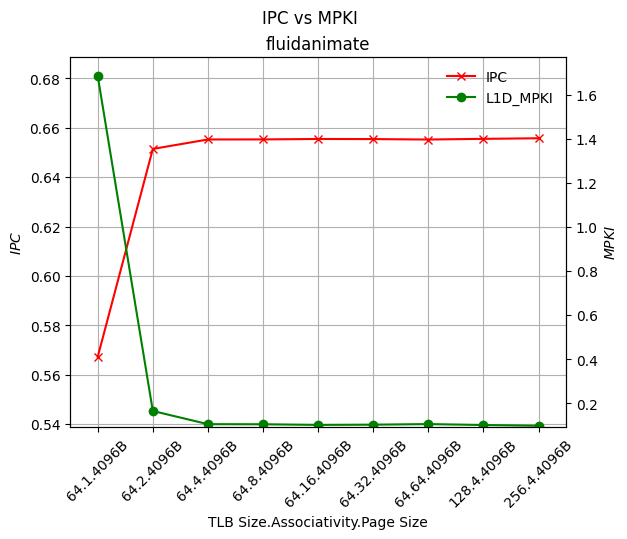 IPC vs MPKI
fluidanimate
IPC
L1D_MPKI
0.68
0.66
0.64
0.62
0.60
0.58
0.56
0.54
IPC
1.6
1.4
1.2
1.0
0.8
0.6
0.4
0.2
MPKI
64.1.4096B
64.2.4096B
64.4.4096B
64.8.4096B
64.16.4096B
64.32.4096B
64.64.4096B
128.4.4096B
256.4.4096B
TLB Size.Associativity.Page Size